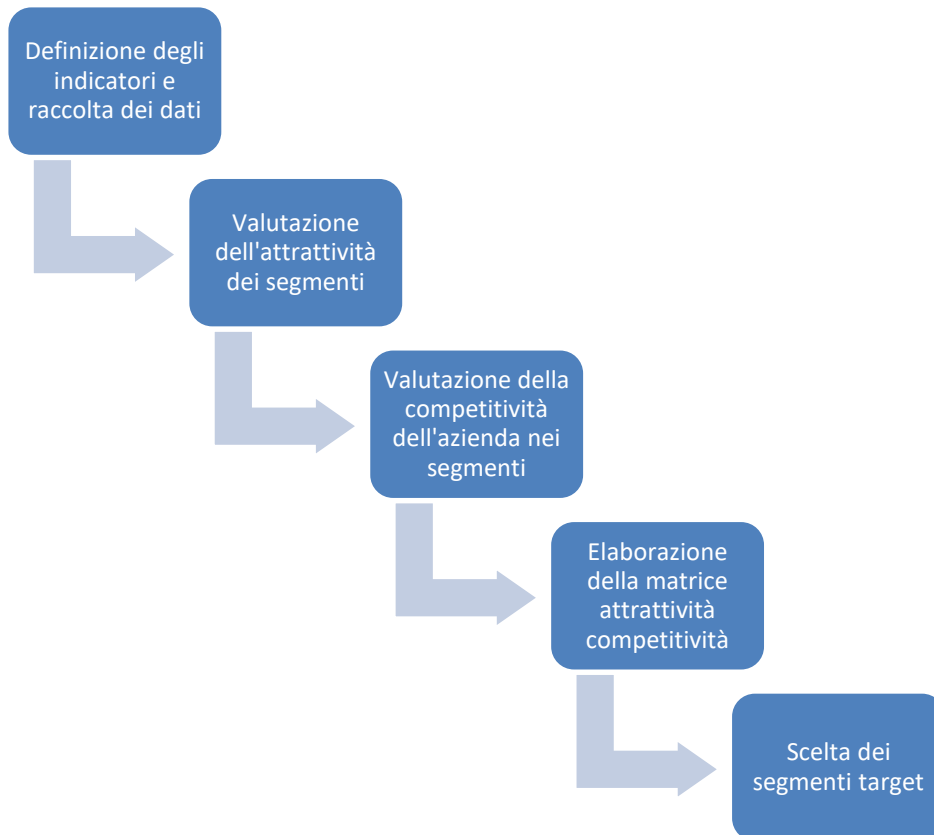 Definizione degli
indicatori e
raccolta dei dati
Valutazione
dell'attrattività
dei segmenti
Valutazione della
competitività
dell'azienda nei
segmenti
Elaborazione
della matrice
attrattività
competitività
Scelta dei
segmenti target